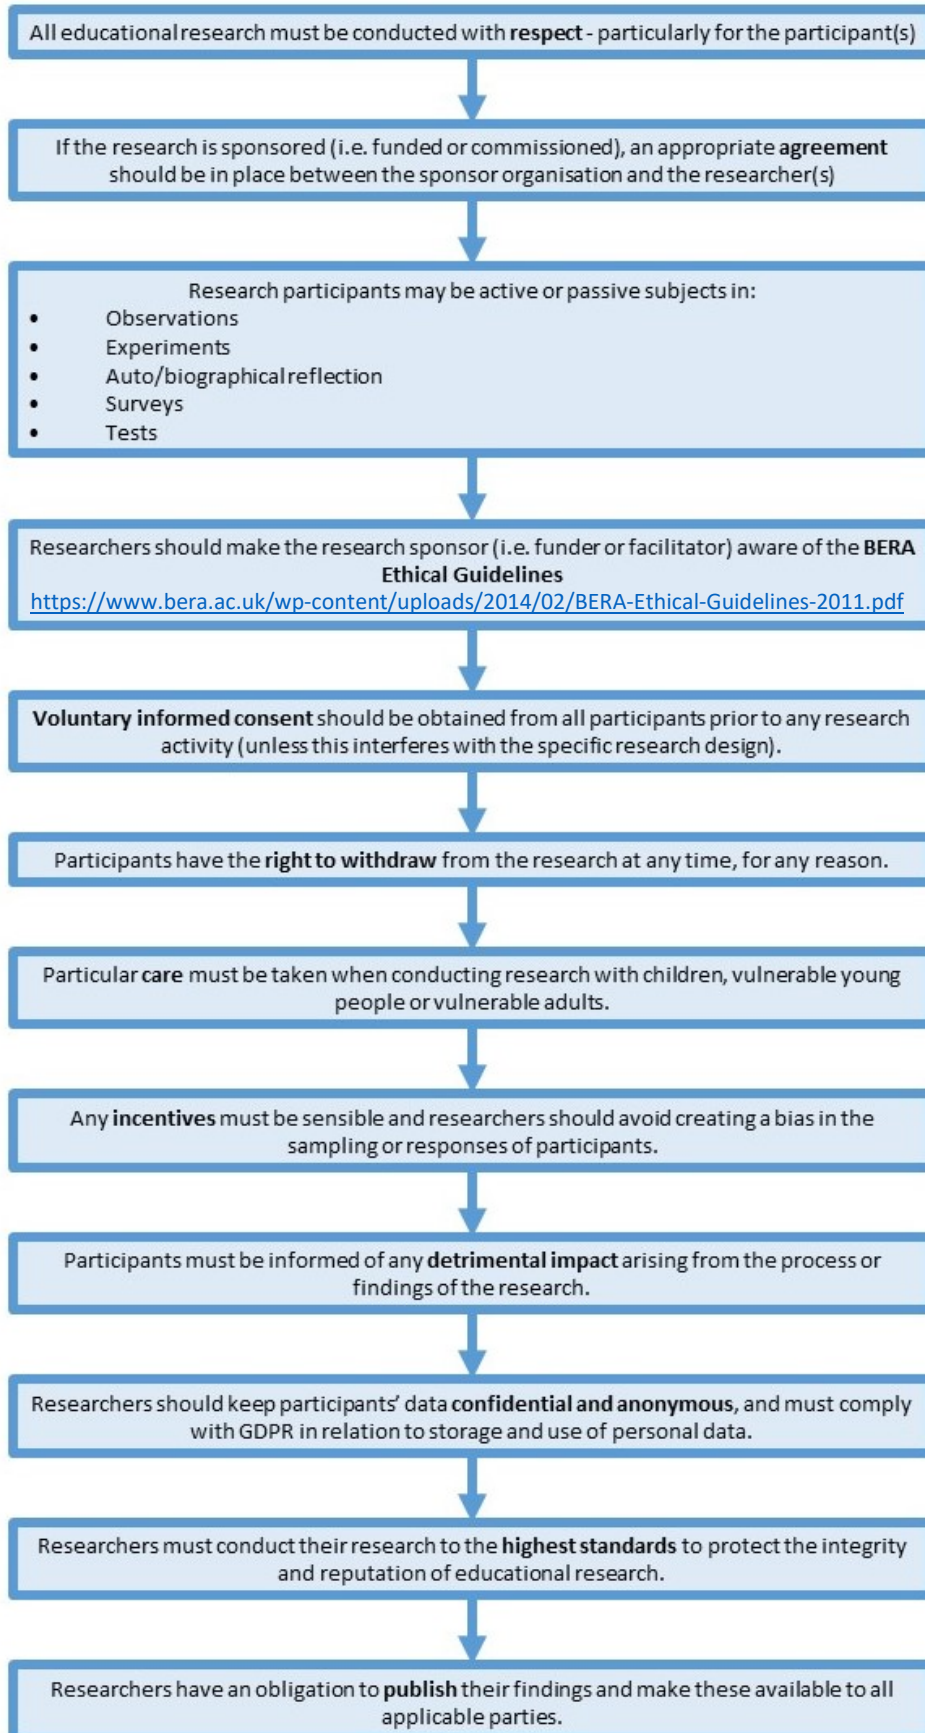 All educational research must be conducted with respect - particularly for the participant(s)
If the research is sponsored (i.e. funded or commissioned), an appropriate agreement
should be in place between the sponsor organisation and the researcher(s)
Research participants may be active or passive subjects in:
• Observations
• Experiments
• Auto/biographical reflection
• Surveys
• Tests
Researchers should make the research sponsor (i.e. funder or facilitator) aware of the BERA
Ethical Guidelines
https://www.bera.ac.uk/wp-content/uploads/2014/02/BERA-Ethical-Guidelines-2011.pdf
Voluntary informed consent should be obtained from all participants prior to any research
activity (unless this interferes with the specific research design).
Participants have the right to withdraw from the research at any time, for any reason.
Particular care must be taken when conducting research with children, vulnerable young
people or vulnerable adults.
Any incentives must be sensible and researchers should avoid creating a bias in the
sampling or responses of participants.
Participants must be informed of any detrimental impact arising from the process or
findings of the research.
Researchers should keep participants' data confidential and anonymous, and must comply
with GDPR in relation to storage and use of personal data.
Researchers must conduct their research to the highest standards to protect the integrity
and reputation of educational research.
Researchers have an obligation to publish their findings and make these available to all
applicable parties.